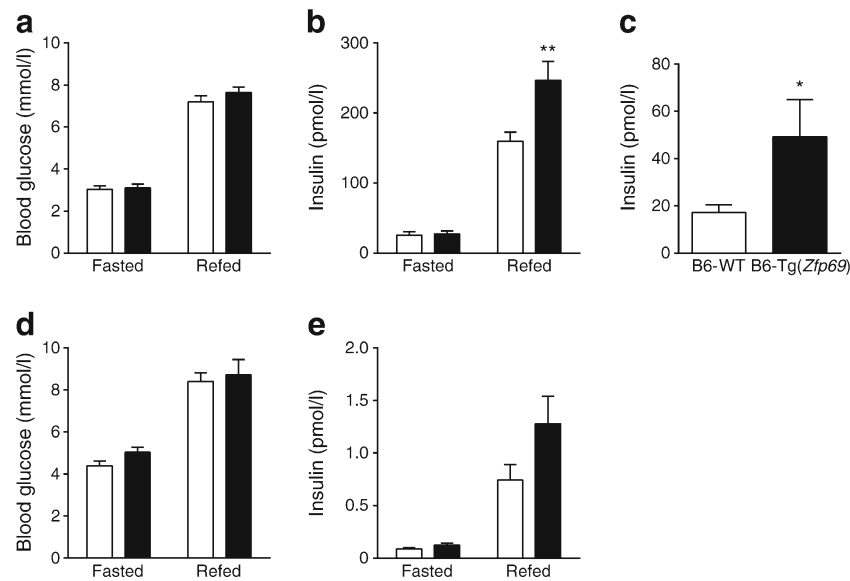 a
Blood glucose (mmol/l)
10
8
6
4
2
0
Fasted Refed
b
Insulin (pmol/l)
300
200
100
0
**
Fasted Refed
c
Insulin (pmol/l)
80
60
40
20
0
*
B6-WT B6-Tg(Zfp69)
d
Blood glucose (mmol/l)
10
8
6
4
2
0
Fasted Refed
e
Insulin (pmol/l)
2.0
1.5
1.0
0.5
0
Fasted Refed